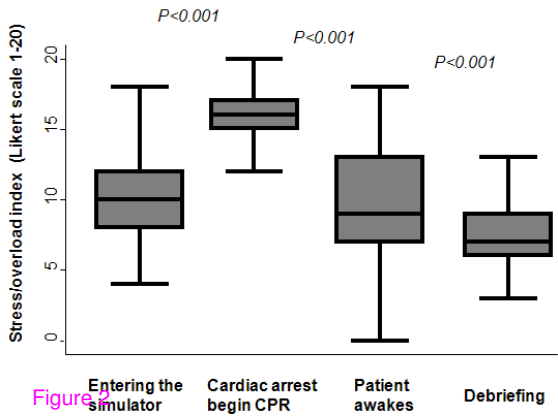 P<0.001
P<0.001
P<0.001
Stress/overload index (Likert scale 1-20)
20
15
10
5
0
Entering the
simulator
Cardiac arrest
begin CPR
Patient
awakes
Debriefing
Figure 2